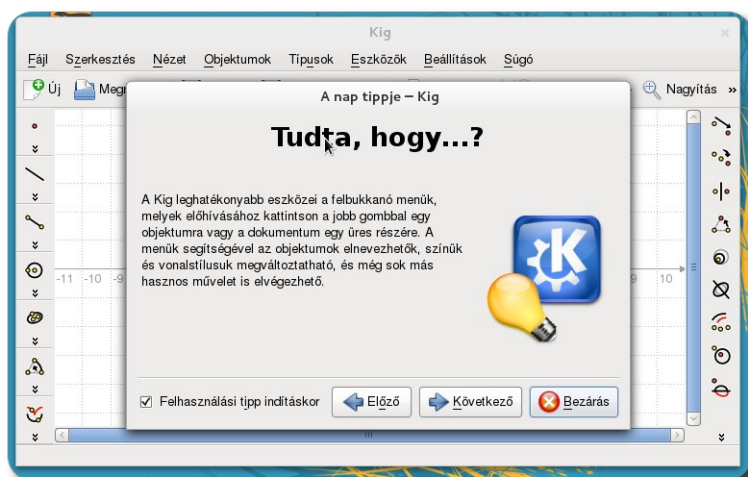 Kig
Fájl Szerkesztés Nézet Objektumok Típusok Eszközök Beállítások Súgó
Új Nagyítás »
A nap tippje – Kig
Tudta, hogy...?
A Kig leghatékonyabb eszközei a felbukkanó menük,
melyek előhívásához kattintson a jobb gombbal egy
objektumra vagy a dokumentum egy üres részére. A
menük segítségével az objektumok elnevezhetők, színük
és vonalstílusuk megváltoztatható, és még sok más
hasznos művelet is elvégezhető.
-11 -10 -9 9 10
Felhasználási tipp indításkor Előző Következő Bezárás